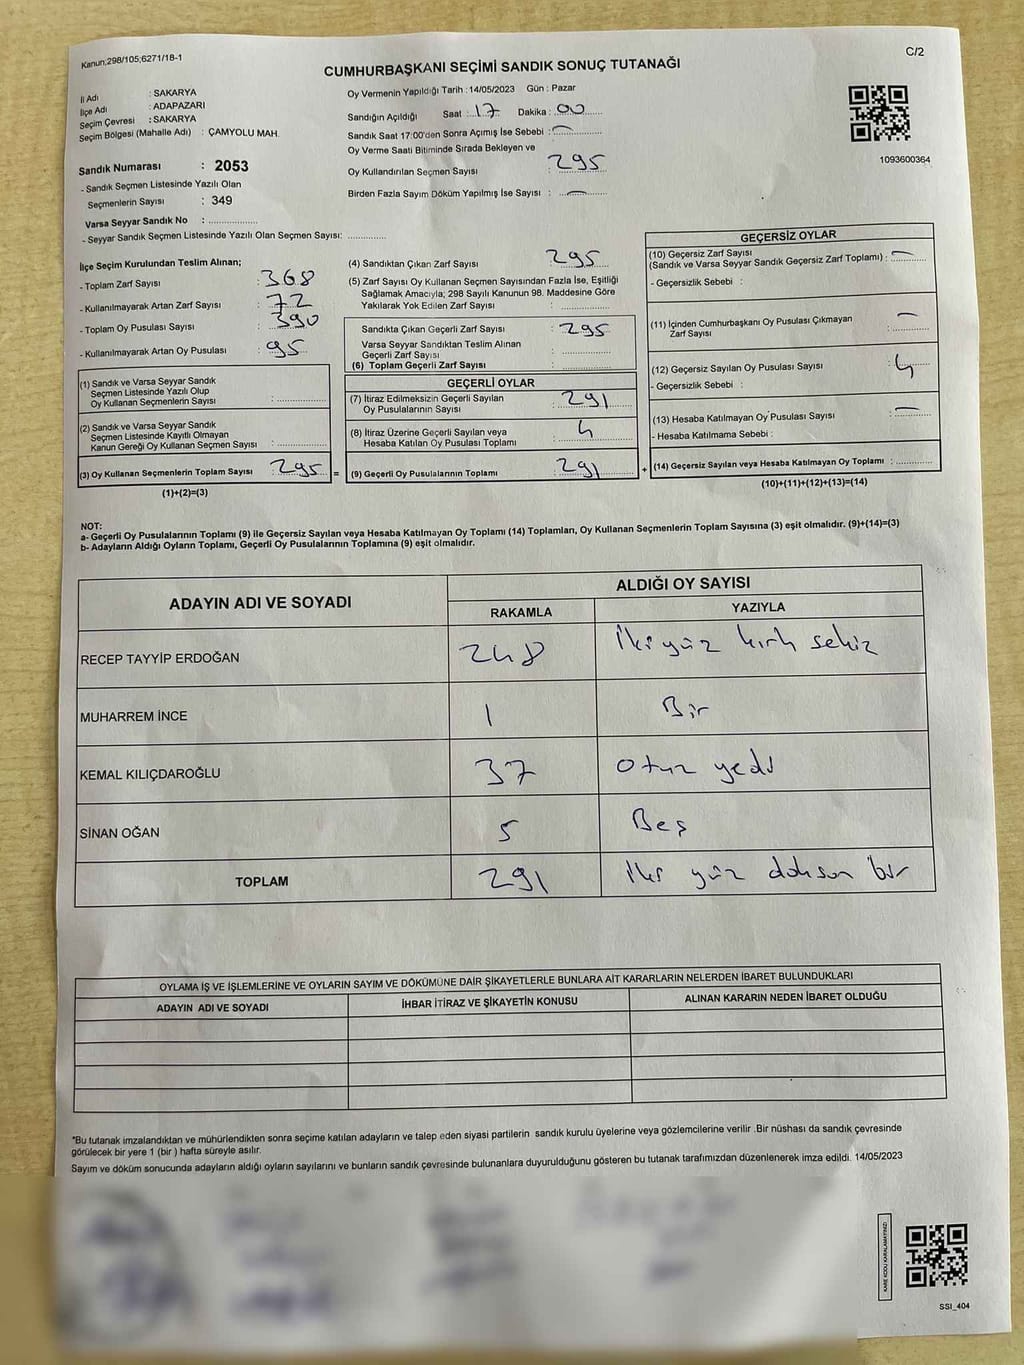 Kanun;298/105;6271/18-1
C/2
CUMHURBAŞKANI SEÇİMİ SANDIK SONUÇ TUTANAĞI
İl Adı : SAKARYA
İlçe Adı : ADAPAZARI
Seçim Çevresi : SAKARYA
Seçim Bölgesi (Mahalle Adı) : ÇAMYOLU MAH.
Sandık Numarası : 2053
- Sandık Seçmen Listesinde Yazılı Olan
Seçmenlerin Sayısı : 349
Varsa Seyyar Sandık No : ................
- Seyyar Sandık Seçmen Listesinde Yazılı Olan Seçmen Sayısı: ............
Oy Vermenin Yapıldığı Tarih : 14/05/2023 Gün : Pazar
Sandığın Açıldığı Saat : 17 Dakika : 00
Sandık Saat 17:00'den Sonra Açımış İse Sebebi : —
Oy Verme Saati Bitiminde Sırada Bekleyen ve
Oy Kullandırılan Seçmen Sayısı 295
Birden Fazla Sayım Döküm Yapılmış İse Sayısı : —
1093600364
İlçe Seçim Kurulundan Teslim Alınan;
- Toplam Zarf Sayısı : 368
- Kullanılmayarak Artan Zarf Sayısı : 72
- Toplam Oy Pusulası Sayısı : 390
- Kullanılmayarak Artan Oy Pusulası : 95
(1) Sandık ve Varsa Seyyar Sandık
Seçmen Listesinde Yazılı Olup
Oy Kullanan Seçmenlerin Sayısı : ............
(2) Sandık ve Varsa Seyyar Sandık
Seçmen Listesinde Kayıtlı Olmayan
Kanun Gereği Oy Kullanan Seçmen Sayısı : ............
(3) Oy Kullanan Seçmenlerin Toplam Sayısı : 295 =
(1)+(2)=(3)
(4) Sandıktan Çıkan Zarf Sayısı 295
(5) Zarf Sayısı Oy Kullanan Seçmen Sayısından Fazla İse, Eşitliği
Sağlamak Amacıyla; 298 Sayılı Kanunun 98. Maddesine Göre
Yakılarak Yok Edilen Zarf Sayısı : ............
Sandıkta Çıkan Geçerli Zarf Sayısı : 295
Varsa Seyyar Sandıktan Teslim Alınan
Geçerli Zarf Sayısı : ............
(6) Toplam Geçerli Zarf Sayısı : ............
GEÇERLİ OYLAR
(7) İtiraz Edilmeksizin Geçerli Sayılan
Oy Pusulalarının Sayısı : 291
(8) İtiraz Üzerine Geçerli Sayılan veya
Hesaba Katılan Oy Pusulası Toplamı : 4
(9) Geçerli Oy Pusulalarının Toplamı : 291 +
GEÇERSİZ OYLAR
(10) Geçersiz Zarf Sayısı
(Sandık ve Varsa Seyyar Sandık Geçersiz Zarf Toplamı) : —
- Geçersizlik Sebebi :
(11) İçinden Cumhurbaşkanı Oy Pusulası Çıkmayan
Zarf Sayısı : —
(12) Geçersiz Sayılan Oy Pusulası Sayısı : 4
- Geçersizlik Sebebi :
(13) Hesaba Katılmayan Oy Pusulası Sayısı : —
- Hesaba Katılmama Sebebi :
(14) Geçersiz Sayılan veya Hesaba Katılmayan Oy Toplamı : ............
(10)+(11)+(12)+(13)=(14)
NOT:
a- Geçerli Oy Pusulalarının Toplamı (9) ile Geçersiz Sayılan veya Hesaba Katılmayan Oy Toplamı (14) Toplamları, Oy Kullanan Seçmenlerin Toplam Sayısına (3) eşit olmalıdır. (9)+(14)=(3)
b- Adayların Aldığı Oyların Toplamı, Geçerli Oy Pusulalarının Toplamına (9) eşit olmalıdır.
ADAYIN ADI VE SOYADI
ALDIĞI OY SAYISI
RAKAMLA YAZIYLA
RECEP TAYYİP ERDOĞAN 248 İki yüz kırk sekiz
MUHARREM İNCE 1 Bir
KEMAL KILIÇDAROĞLU 37 Otuz yedi
SİNAN OĞAN 5 Beş
TOPLAM 291 İki yüz doksan bir
OYLAMA İŞ VE İŞLEMLERİNE VE OYLARIN SAYIM VE DÖKÜMÜNE DAİR ŞİKAYETLERLE BUNLARA AİT KARARLARIN NELERDEN İBARET BULUNDUKLARI
ADAYIN ADI VE SOYADI İHBAR İTİRAZ VE ŞİKAYETİN KONUSU ALINAN KARARIN NEDEN İBARET OLDUĞU
*Bu tutanak imzalandıktan ve mühürlendikten sonra seçime katılan adayların ve talep eden siyasi partilerin sandık kurulu üyelerine veya gözlemcilerine verilir .Bir nüshası da sandık çevresinde
görülecek bir yere 1 (bir ) hafta süreyle asılır.
Sayım ve döküm sonucunda adayların aldığı oyların sayılarını ve bunların sandık çevresinde bulunanlara duyurulduğunu gösteren bu tutanak tarafımızdan düzenlenerek imza edildi. 14/05/2023
KARE KODU KARALAMAYINIZ!
SSI_404